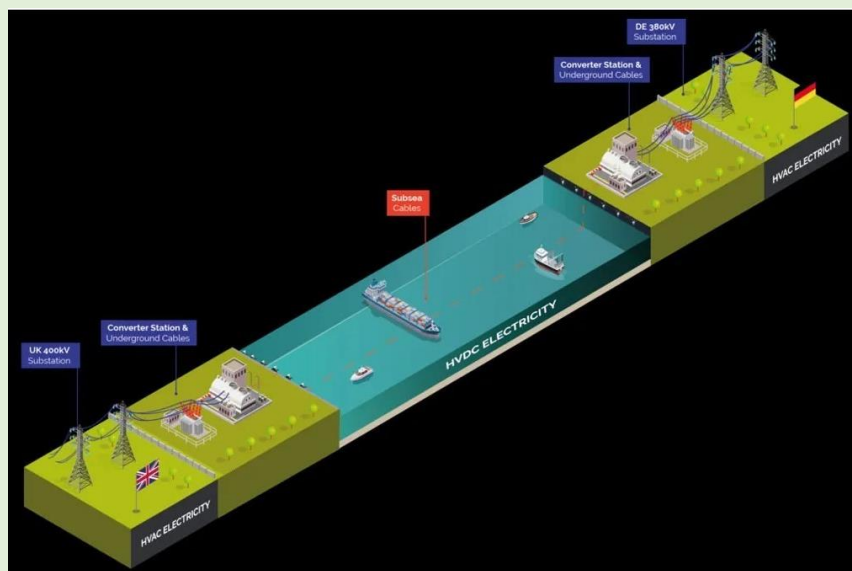 DE 380kV
Substation
Converter Station &
Underground Cables
HVAC ELECTRICITY
Subsea
Cables
HVDC ELECTRICITY
Converter Station &
Underground Cables
UK 400kV
Substation
HVAC ELECTRICITY